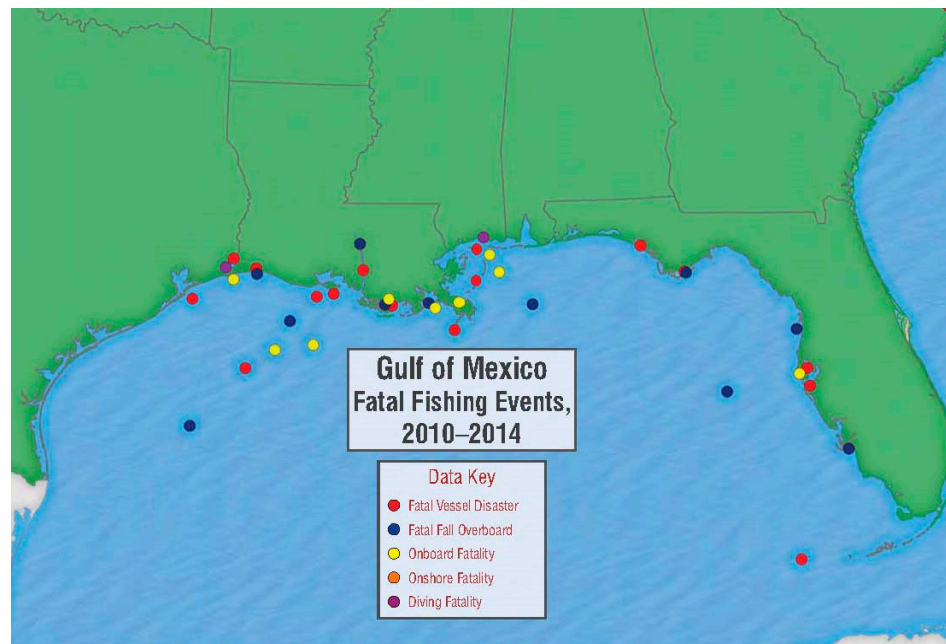 Gulf of Mexico
Fatal Fishing Events,
2010–2014
Data Key
Fatal Vessel Disaster
Fatal Fall Overboard
Onboard Fatality
Onshore Fatality
Diving Fatality